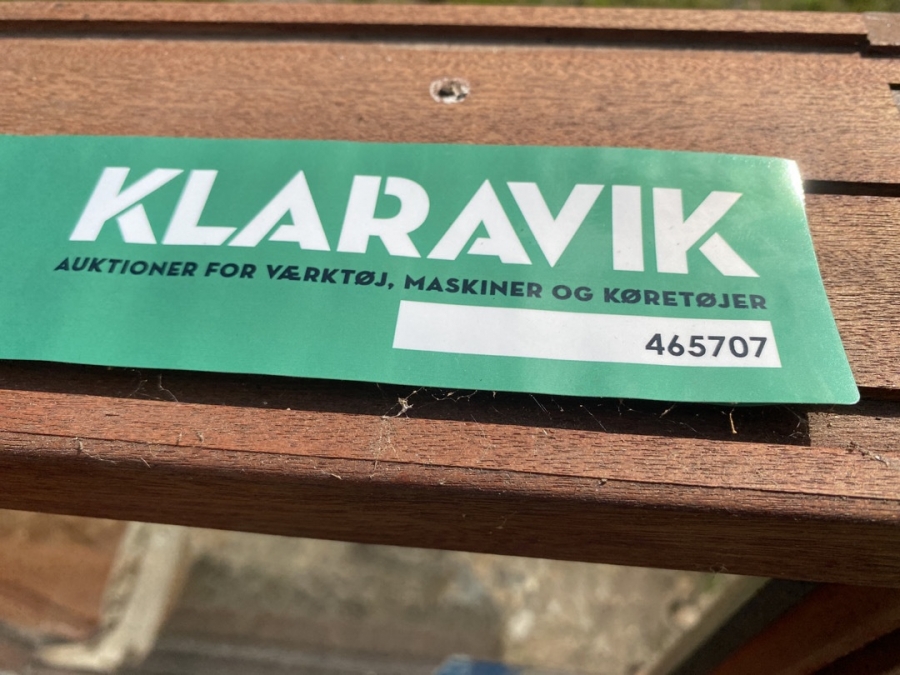 KLARAVIK
AUKTIONER FOR VÆRKTØJ, MASKINER OG KØRETØJER
465707